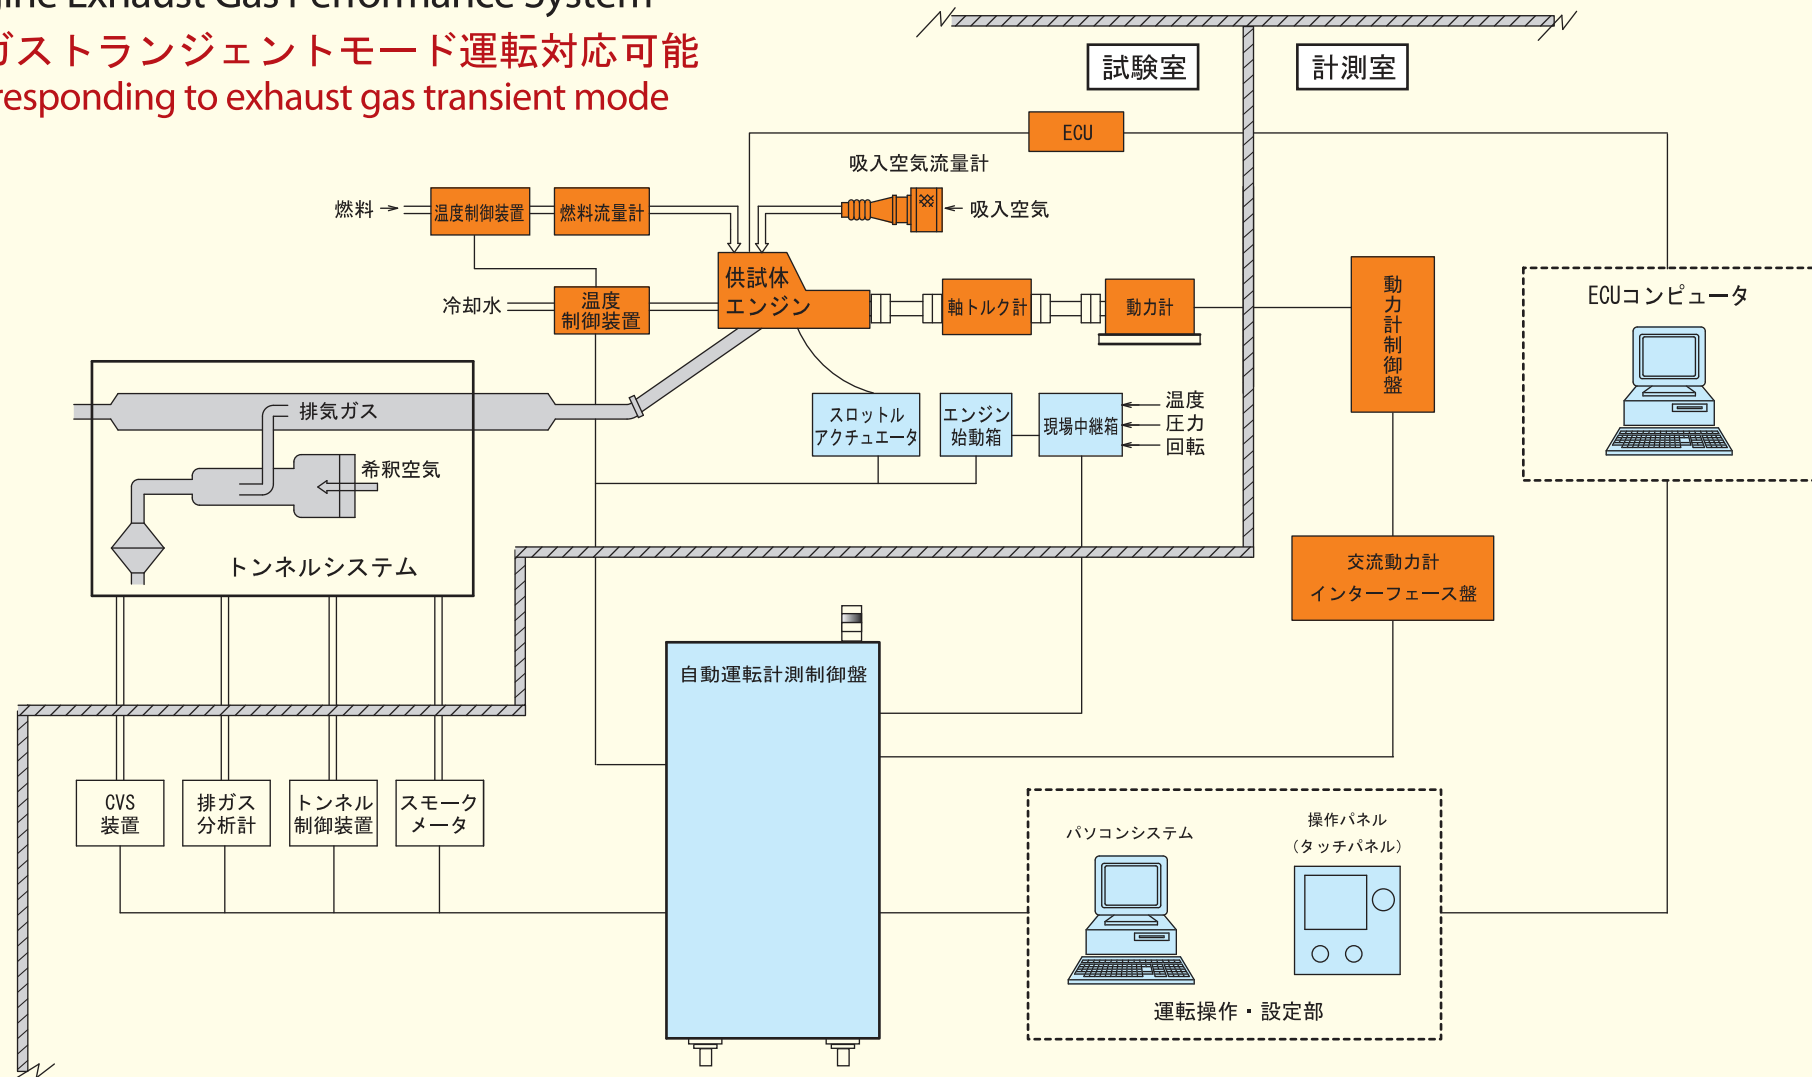 gine Exhaust Gas Performance System
ガストランジェントモード運転対応可能
responding to exhaust gas transient mode
試験室
計測室
ECU
吸入空気流量計
燃料
温度制御装置
燃料流量計
吸入空気
供試体
エンジン
冷却水
温度
制御装置
軸トルク計
動力計
動力計制御盤
ECUコンピュータ
排気ガス
スロットル
アクチュエータ
エンジン
始動箱
現場中継箱
温度
圧力
回転
希釈空気
トンネルシステム
交流動力計
インターフェース盤
自動運転計測制御盤
CVS
装置
排ガス
分析計
トンネル
制御装置
スモーク
メータ
パソコンシステム
操作パネル
(タッチパネル)
運転操作・設定部